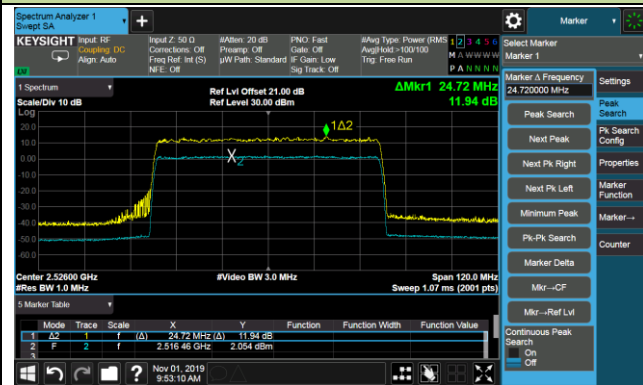 Spectrum Analyzer 1
Swept SA
+
Marker
KEYSIGHT
Input: RF
Coupling: DC
Align: Auto
Input Z: 50 Ω
Corrections: Off
Freq Ref: Int (S)
NFE: Off
#Atten: 20 dB
Preamp: Off
µW Path: Standard
PNO: Fast
Gate: Off
IF Gain: Low
Sig Track: Off
#Avg Type: Power (RMS
Avg|Hold:>100/100
Trig: Free Run
1 2 3 4 5 6
M A W W W W
P A N N N N
LXI
Select Marker
Marker 1
Marker Δ Frequency
24.720000 MHz
Settings
Peak Search
Peak
Search
Next Peak
Pk Search
Config
Next Pk Right
Properties
Next Pk Left
Marker
Function
Minimum Peak
Marker→
Pk-Pk Search
Counter
Marker Delta
Mkr→CF
Mkr→Ref Lvl
Continuous Peak
Search
On
Off
1 Spectrum
Scale/Div 10 dB
Ref Lvl Offset 21.00 dB
Ref Level 30.00 dBm
ΔMkr1 24.72 MHz
11.94 dB
Log
20.0
10.0
0.00
-10.0
-20.0
-30.0
-40.0
-50.0
-60.0
1Δ2
X2
Center 2.52600 GHz
#Video BW 3.0 MHz
Span 120.0 MHz
#Res BW 1.0 MHz
Sweep 1.07 ms (2001 pts)
5 Marker Table
Mode Trace Scale X Y Function Function Width Function Value
1 Δ2 1 f (Δ) 24.72 MHz (Δ) 11.94 dB
2 F 2 f 2.516 46 GHz 2.054 dBm
3
?
Nov 01, 2019
9:53:10 AM